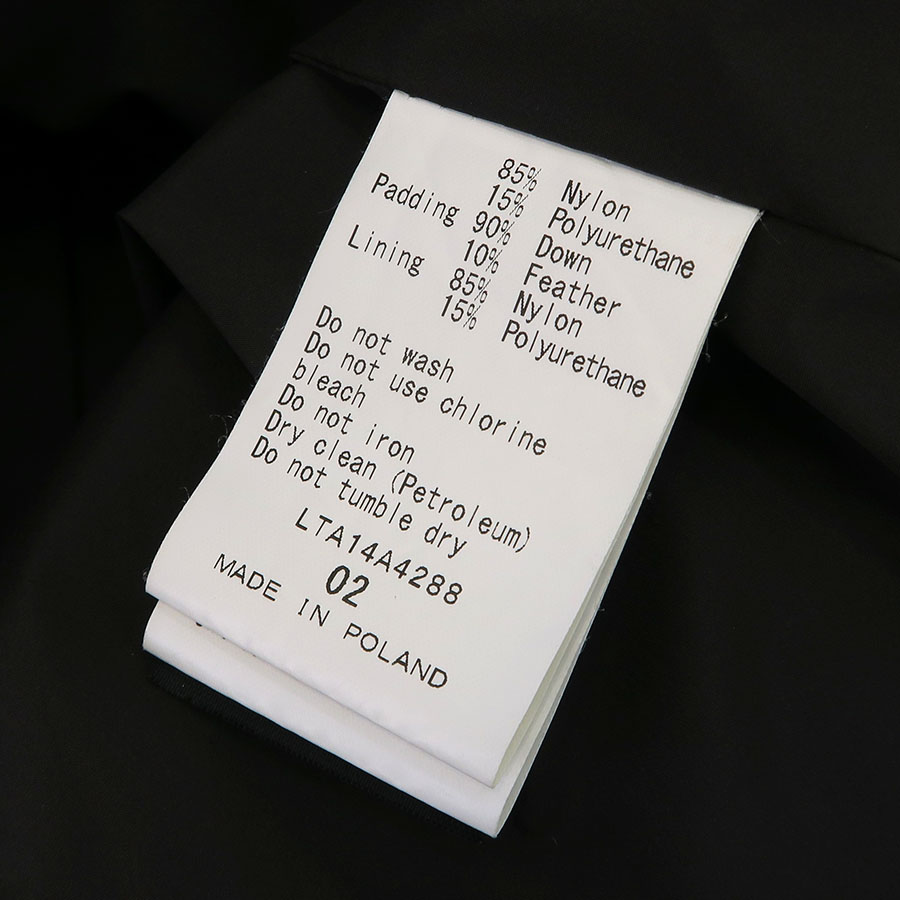 85% Nylon
15% Polyurethane
Padding 90% Down
10% Feather
Lining 85% Nylon
15% Polyurethane
Do not wash
Do not use chlorine
bleach
Do not iron
Dry clean (Petroleum)
Do not tumble dry
LTA14A4288
02
MADE IN POLAND